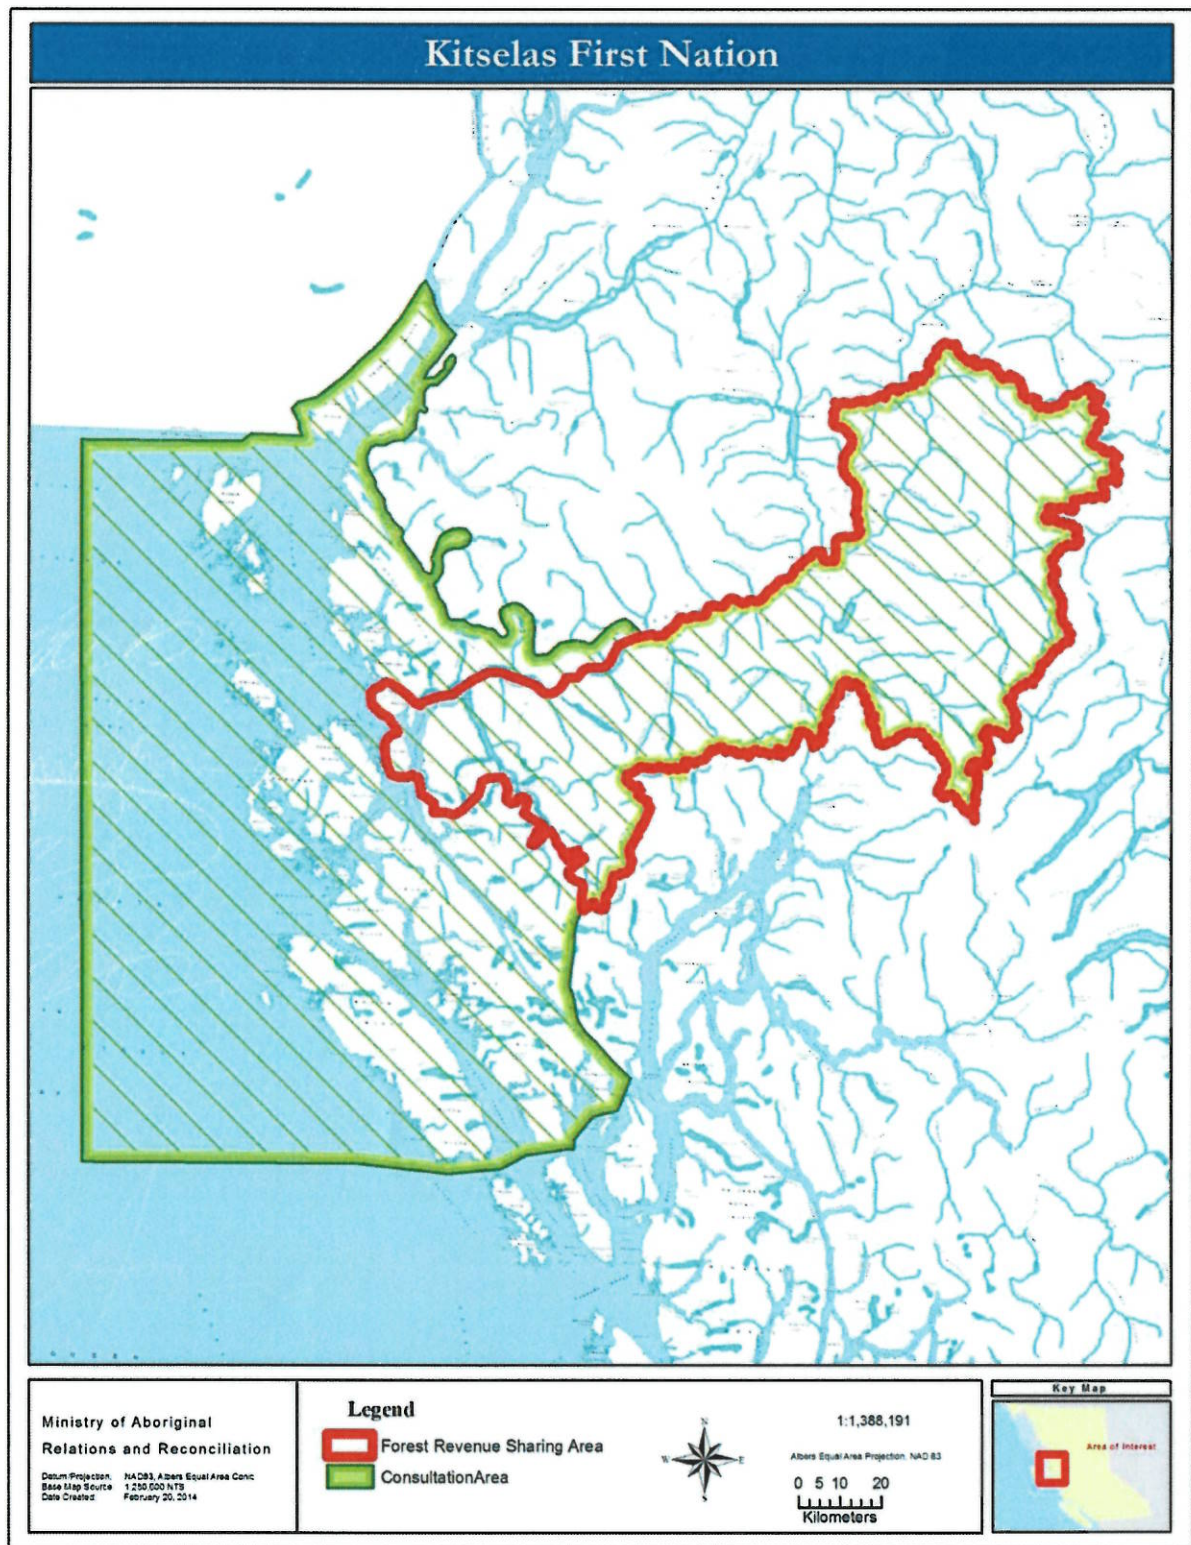 Kitselas First Nation
Ministry of Aboriginal
Relations and Reconciliation
Datum/Projection: NAD83, Albers Equal Area Conic
Base Map Source 1:250,000 NTS
Date Created: February 20, 2014
Legend
Forest Revenue Sharing Area
ConsultationArea
N
W E
S
1:1,388,191
Albers Equal Area Projection, NAD 83
0 5 10 20
Kilometers
Key Map
Area of Interest